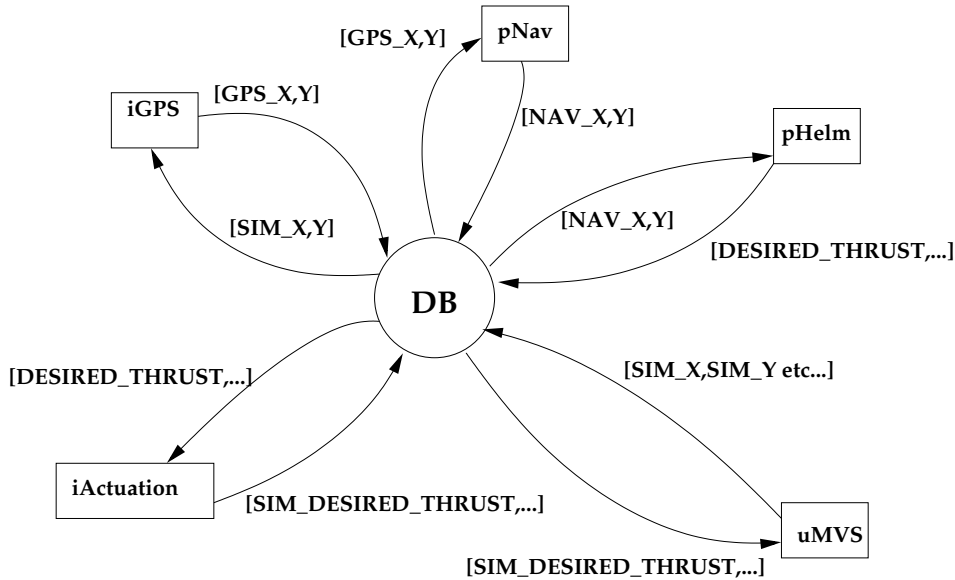 pNav
[GPS_X,Y]
[GPS_X,Y]
iGPS
[NAV_X,Y]
pHelm
[SIM_X,Y]
[NAV_X,Y]
[DESIRED_THRUST,...]
DB
[DESIRED_THRUST,...]
[SIM_X,SIM_Y etc...]
iActuation
[SIM_DESIRED_THRUST,...]
uMVS
[SIM_DESIRED_THRUST,...]